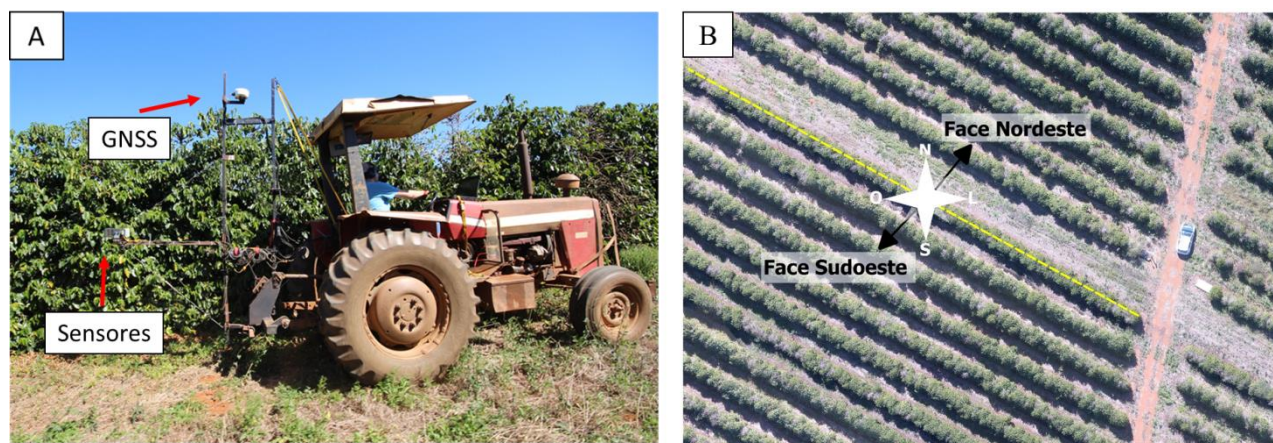 A
GNSS
Sensores
B
Face Nordeste
N
O
L
S
Face Sudoeste